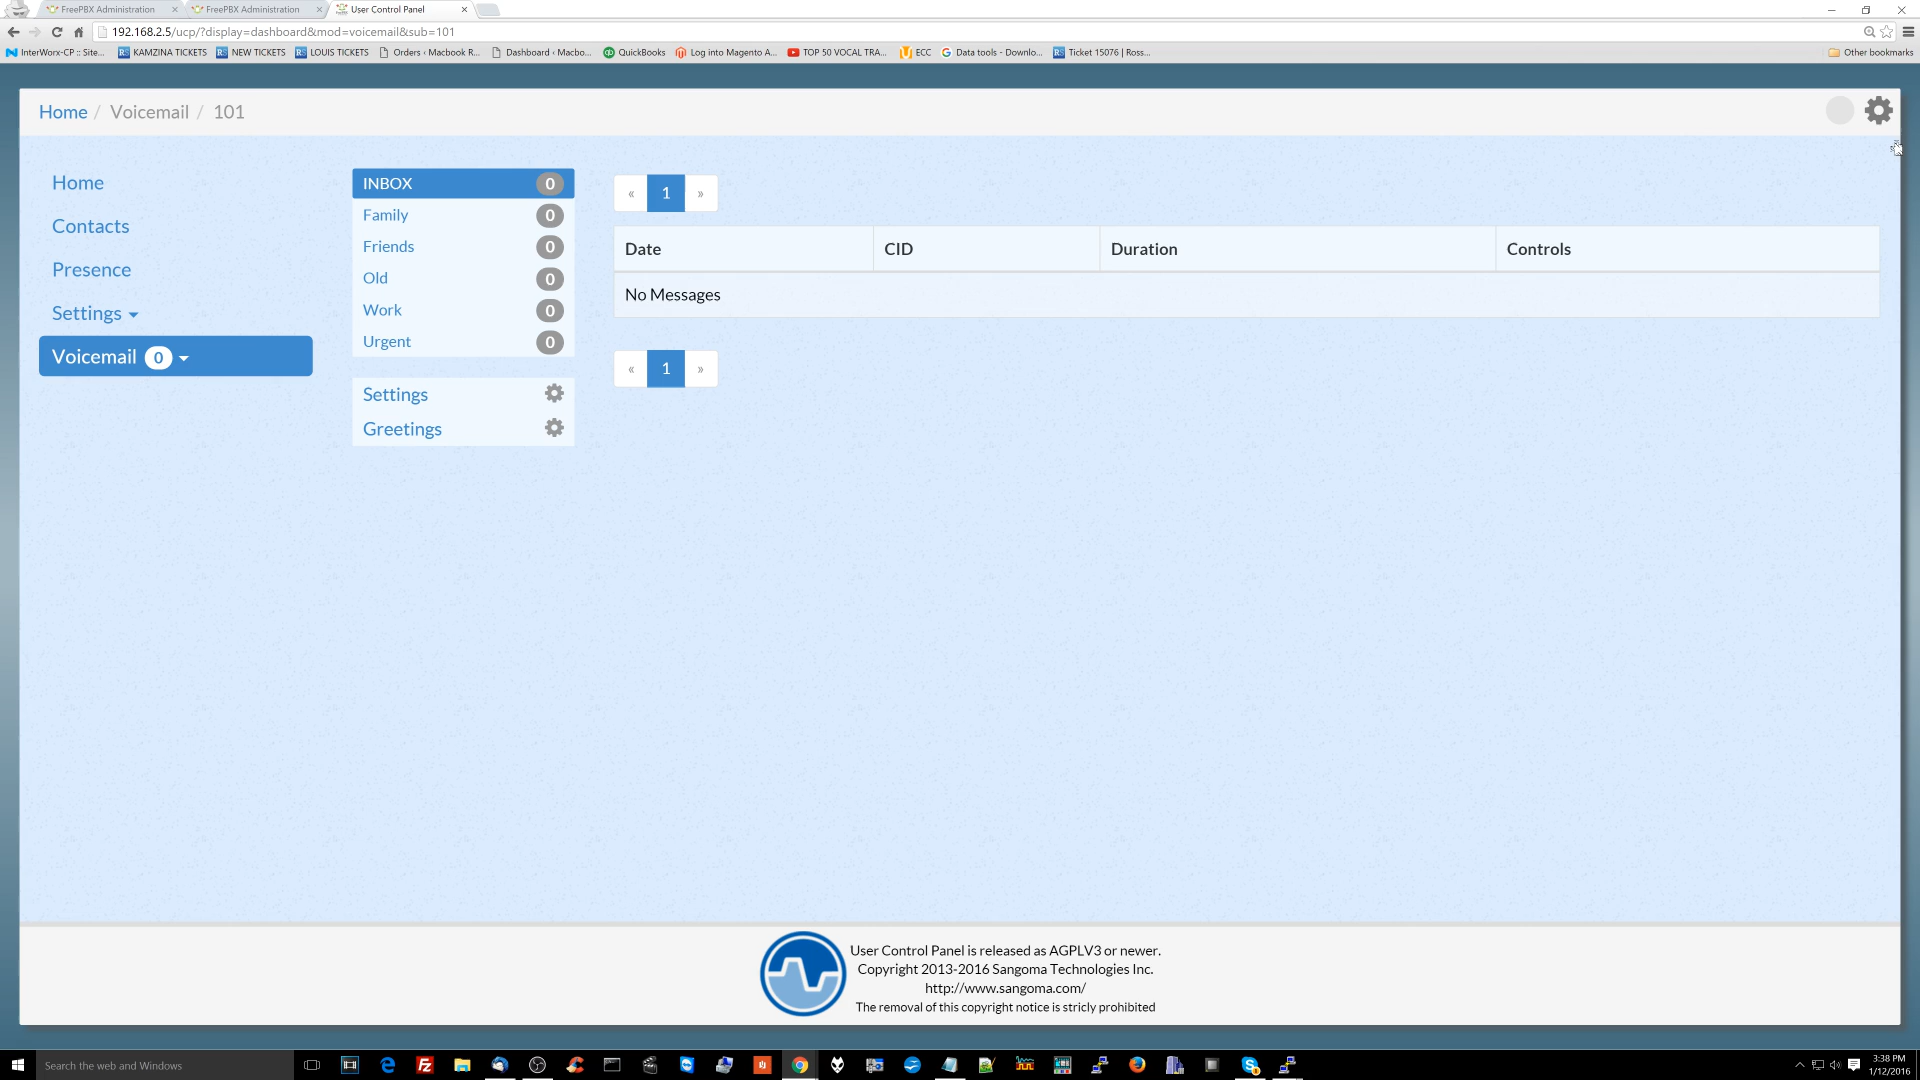 FreePBX Administration
FreePBX Administration
User Control Panel
192.168.2.5/ucp/?display=dashboard&mod=voicemail&sub=101
InterWorx-CP :: Site...
KAMZINA TICKETS
NEW TICKETS
LOUIS TICKETS
Orders ‹ Macbook R...
Dashboard ‹ Macbo...
QuickBooks
Log into Magento A...
TOP 50 VOCAL TRA...
ECC
Data tools - Downlo...
Ticket 15076 | Ross...
Other bookmarks
Home / Voicemail / 101
Home
Contacts
Presence
Settings
Voicemail 0
INBOX 0
Family 0
Friends 0
Old 0
Work 0
Urgent 0
Settings
Greetings
« 1 »
Date CID Duration Controls
No Messages
« 1 »
User Control Panel is released as AGPLV3 or newer.
Copyright 2013-2016 Sangoma Technologies Inc.
http://www.sangoma.com/
The removal of this copyright notice is stricly prohibited
Search the web and Windows
3:38 PM
1/12/2016